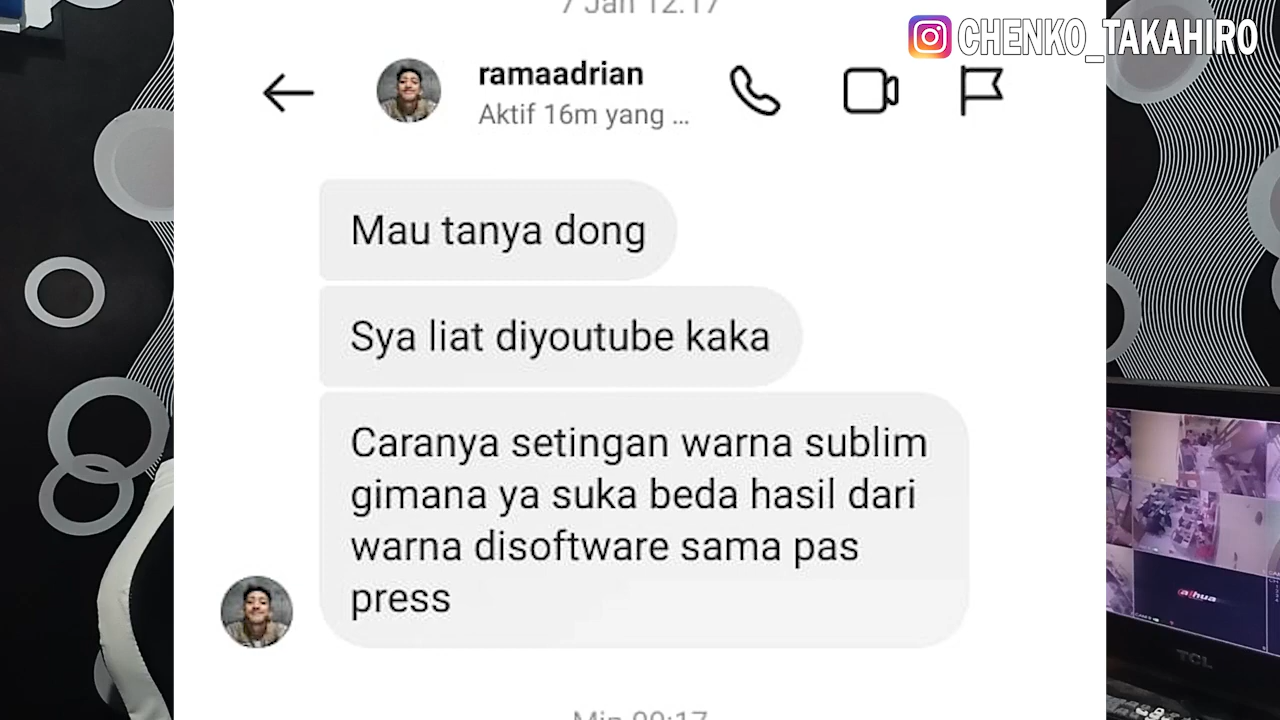 7 Jan 12.17
CHENKO_TAKAHIRO
ramaadrian
Aktif 16m yang ...
Mau tanya dong
Sya liat diyoutube kaka
Caranya setingan warna sublim
gimana ya suka beda hasil dari
warna disoftware sama pas
press
alhua
TCL